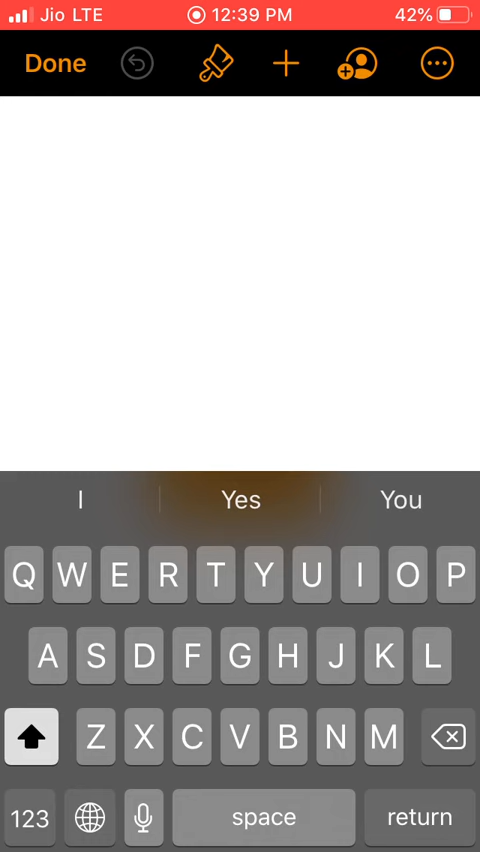 Jio LTE 12:39 PM 42%
Done
I Yes You
Q W E R T Y U I O P
A S D F G H J K L
Z X C V B N M
123 space return